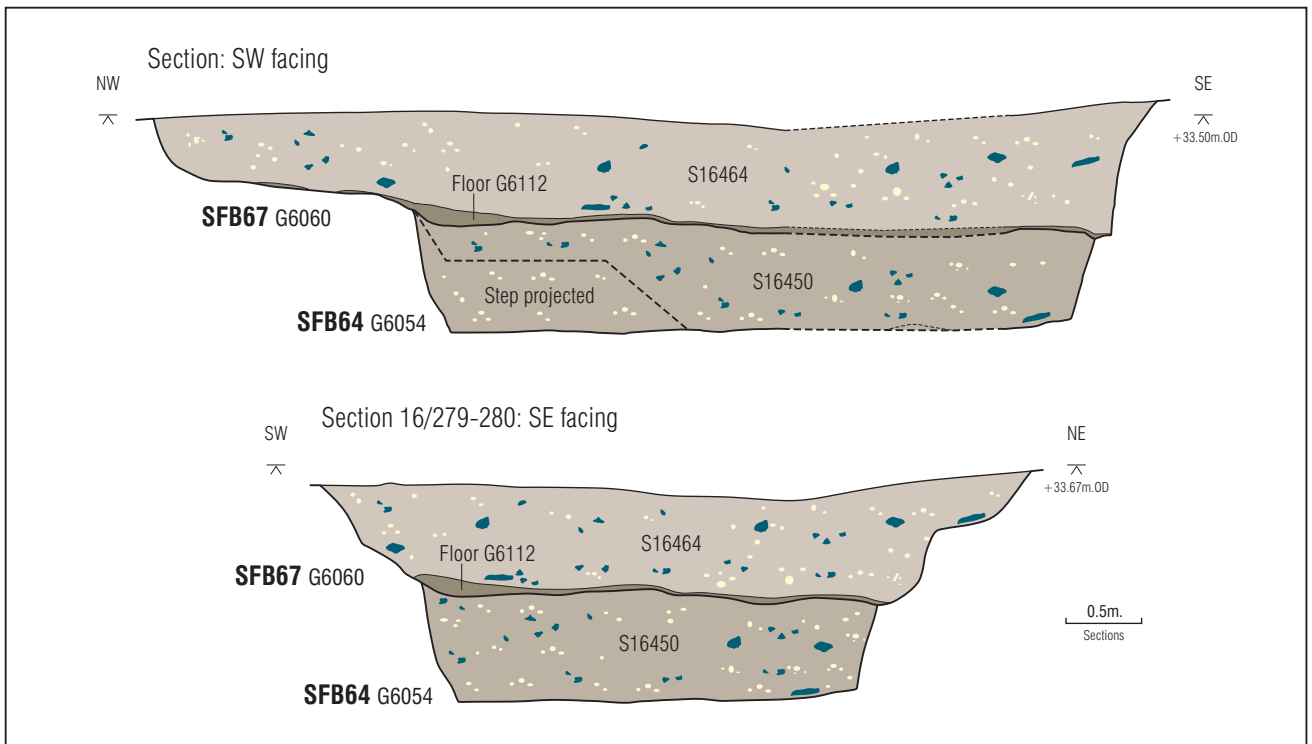 Section: SW facing
NW
SE
+33.50m.OD
S16464
Floor G6112
SFB67 G6060
S16450
Step projected
SFB64 G6054
Section 16/279-280: SE facing
SW
NE
+33.67m.OD
S16464
Floor G6112
SFB67 G6060
0.5m.
Sections
S16450
SFB64 G6054